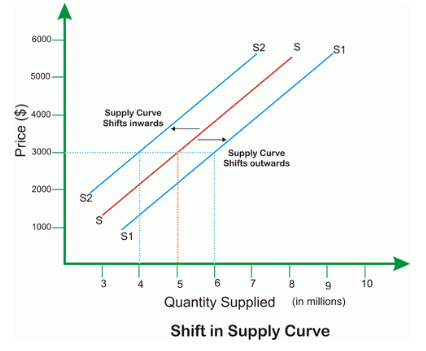 6000
5000
4000
3000
2000
1000
Price ($)
S2
S
S1
Supply Curve
Shifts inwards
Supply Curve
Shifts outwards
S2
S
S1
3 4 5 6 7 8 9 10
Quantity Supplied (in millions)
Shift in Supply Curve